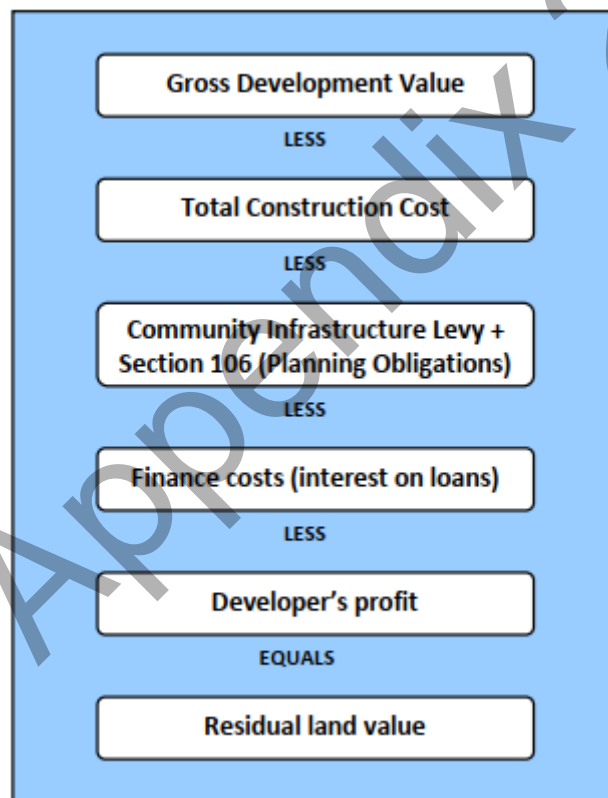 Gross Development Value
LESS
Total Construction Cost
LESS
Community Infrastructure Levy +
Section 106 (Planning Obligations)
LESS
Finance costs (interest on loans)
LESS
Developer's profit
EQUALS
Residual land value
Appendix